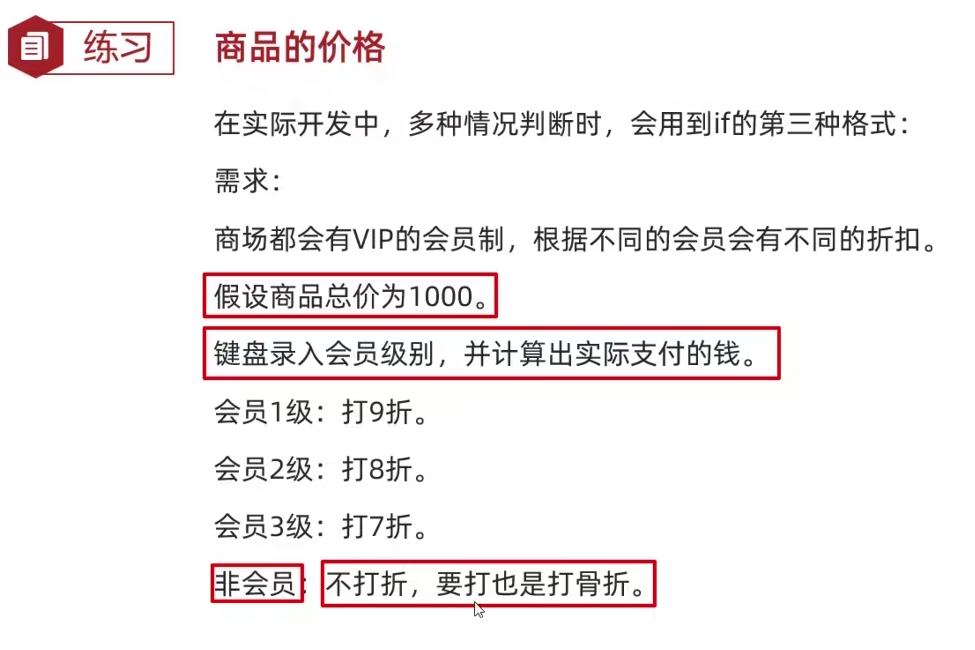 练习
商品的价格
在实际开发中，多种情况判断时，会用到if的第三种格式：
需求：
商场都会有VIP的会员制，根据不同的会员会有不同的折扣。
假设商品总价为1000。
键盘录入会员级别，并计算出实际支付的钱。
会员1级：打9折。
会员2级：打8折。
会员3级：打7折。
非会员：不打折，要打也是打骨折。